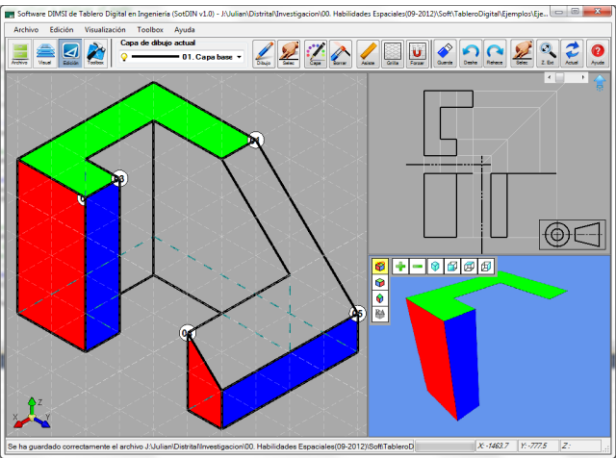 Software DIMSI de Tablero Digital en Ingeniería (SotDIN v1.0) - J:\Julian\Distrital\Investigacion\00. Habilidades Espaciales(09-2012)\Soft\TableroDigital\Ejemplos\Eje...
Archivo Edición Visualización Toolbox Ayuda
Capa de dibujo actual
01. Capa base
Archivo Visual Edición Toolbox Dibujo Selec Capa Borrar Aplicar Grilla Forzar Guarda Deshe Rehace Selec Z. Ext Actual Ayuda
Z
X Y
Se ha guardado correctamente el archivo J:\Julian\Distrital\Investigacion\00. Habilidades Espaciales(09-2012)\Soft\TableroD
X: -1463.7 Y: -777.5 Z: